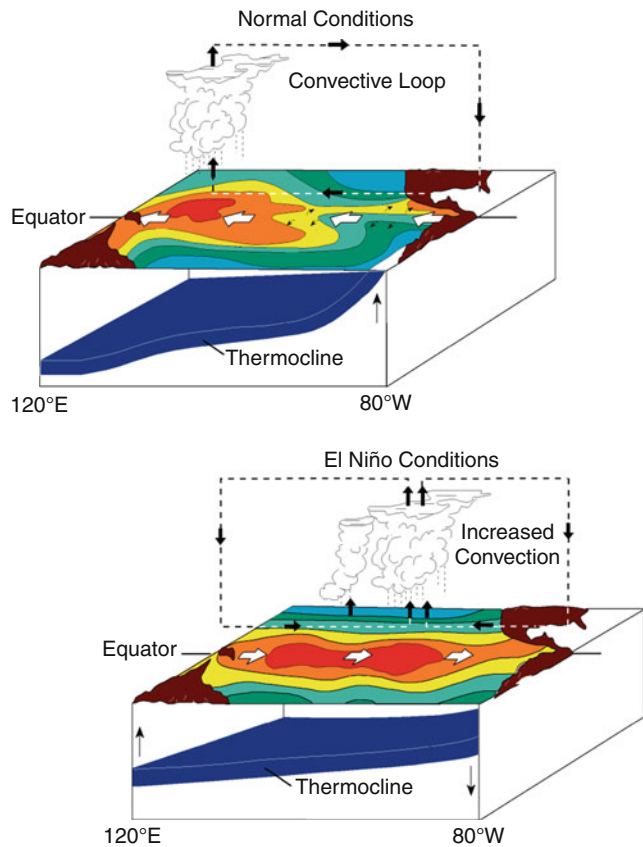 Normal Conditions
Convective Loop
Equator
Thermocline
120°E
80°W
El Niño Conditions
Increased
Convection
Equator
Thermocline
120°E
80°W